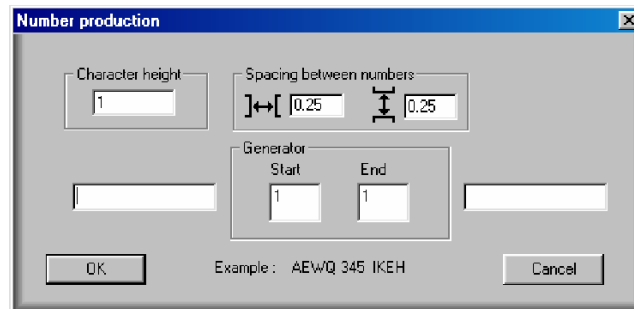 Number production
Character height
Spacing between numbers
1
0.25
0.25
Generator
Start
End
1
1
OK
Example : AEWQ 345 IKEH
Cancel